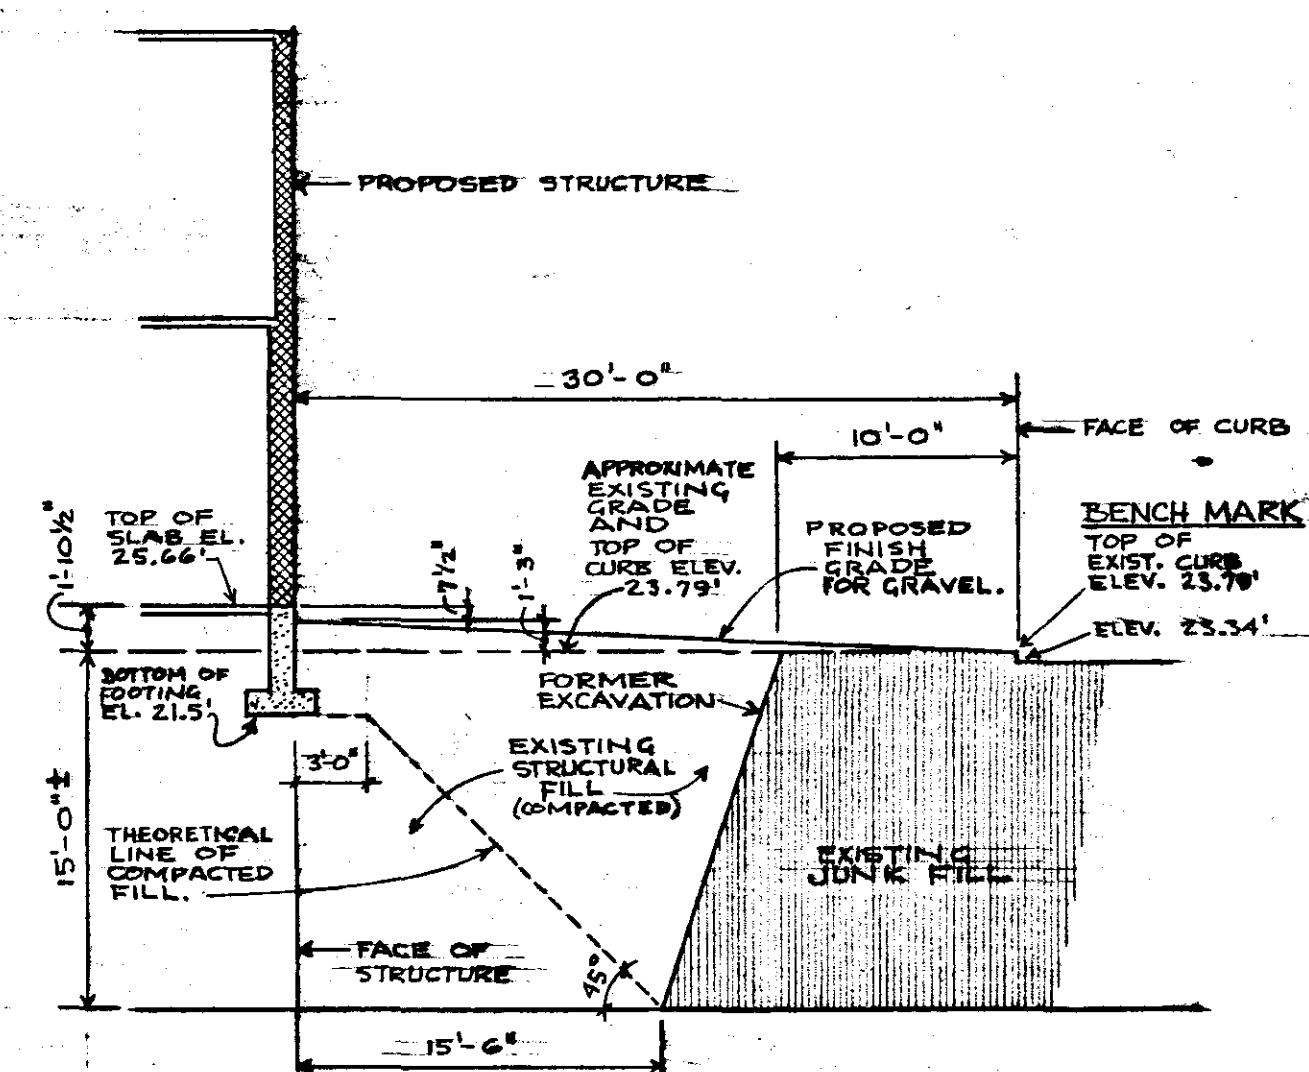 PROPOSED STRUCTURE
30'-0"
FACE OF CURB
10'-0"
BENCH MARK
TOP OF
EXIST. CURB
ELEV. 23.79'
ELEV. 23.34'
APPROXIMATE
EXISTING
GRADE
AND
TOP OF
CURB ELEV.
23.79'
PROPOSED
FINISH
GRADE
FOR GRAVEL.
1'-10½"
TOP OF
SLAB EL.
25.66'
7½"
1'-3"
BOTTOM OF
FOOTING
EL. 21.5'
FORMER
EXCAVATION
3'-0"
EXISTING
STRUCTURAL
FILL
(COMPACTED)
15'-0"±
THEORETICAL
LINE OF
COMPACTED
FILL.
EXISTING
JUNK FILL
FACE OF
STRUCTURE
45°
15'-6"